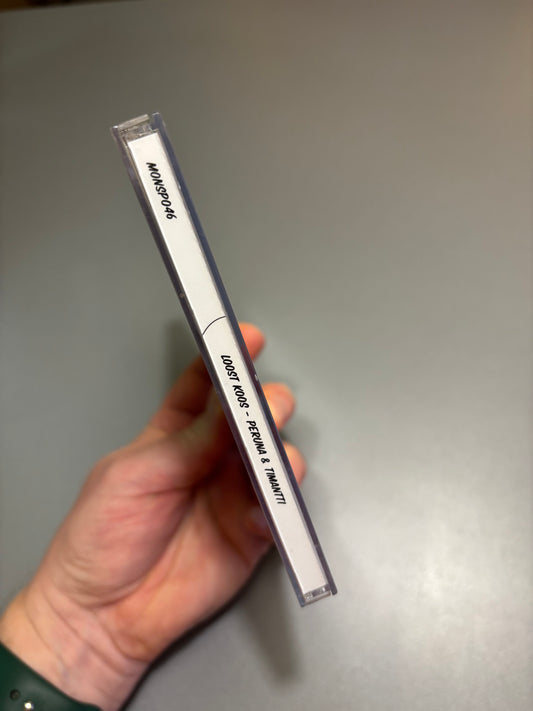 MONSP046
LOOST KOOS - PERUNA & TIMANTTI